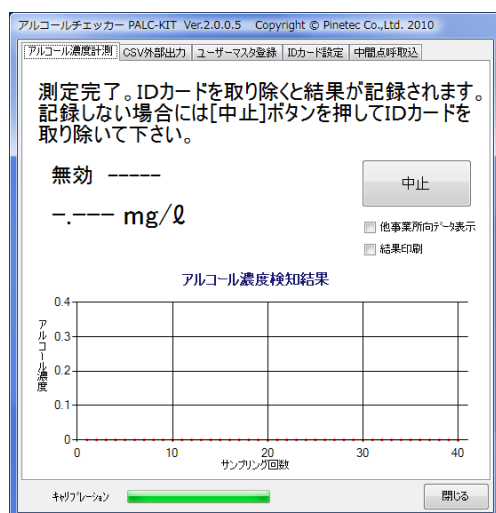 アルコールチェッカー PALC-KIT Ver.2.0.0.5 Copyright © Pinetec Co.,Ltd. 2010
アルコール濃度計測 CSV外部出力 ユーザーマスタ登録 IDカード設定 中間点呼取込
測定完了。IDカードを取り除くと結果が記録されます。
記録しない場合には[中止]ボタンを押してIDカードを
取り除いて下さい。
無効 -----
中止
-.--- mg/ℓ
他事業所向データ表示
結果印刷
アルコール濃度検知結果
アルコール濃度
0.4
0.3
0.2
0.1
0
0 10 20 30 40
サンプリング回数
キャリブレーション
閉じる